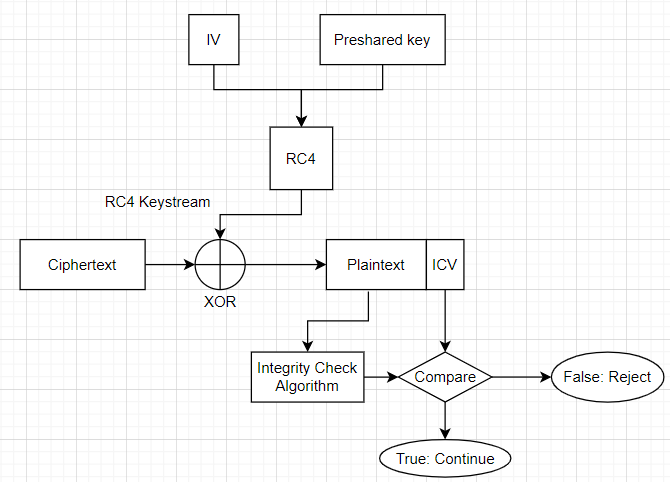 IV
Preshared key
RC4
RC4 Keystream
Ciphertext
XOR
Plaintext
ICV
Integrity Check
Algorithm
Compare
False: Reject
True: Continue